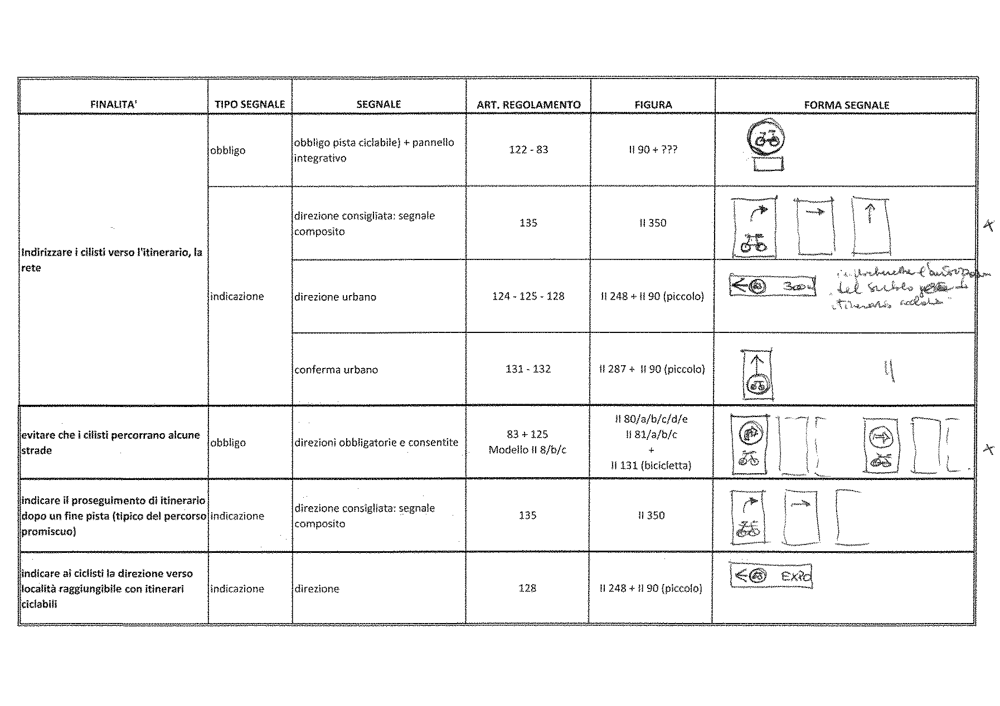 FINALITA' TIPO SEGNALE SEGNALE ART. REGOLAMENTO FIGURA FORMA SEGNALE
Indirizzare i cilisti verso l'itinerario, la
rete
obbligo
obbligo pista ciclabile) + pannello
integrativo
122 - 83
II 90 + ???
indicazione
direzione consigliata: segnale
composito
135
II 350
x
direzione urbano
124 - 125 - 128
II 248 + II 90 (piccolo)
del
conferma urbano
131 - 132
II 287 + II 90 (piccolo)
evitare che i cilisti percorrano alcune
strade
obbligo
direzioni obbligatorie e consentite
83 + 125
Modello II 8/b/c
II 80/a/b/c/d/e
II 81/a/b/c
+
II 131 (bicicletta)
x
indicare il proseguimento di itinerario
dopo un fine pista (tipico del percorso
promiscuo)
indicazione
direzione consigliata: segnale
composito
135
II 350
indicare ai ciclisti la direzione verso
località raggiungibile con itinerari
ciclabili
indicazione
direzione
128
II 248 + II 90 (piccolo)
EXPO